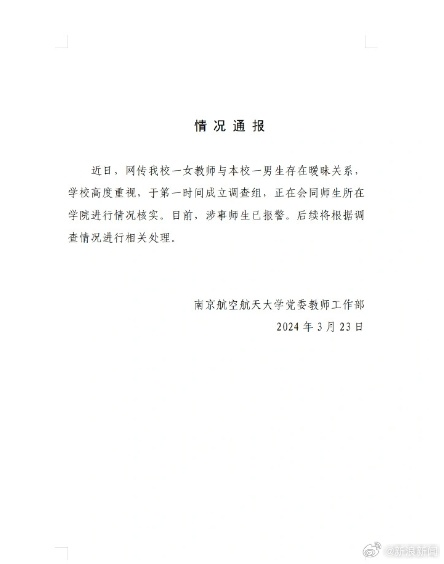 情况通报
近日，网传我校一女教师与本校一男生存在暧昧关系，
学校高度重视，于第一时间成立调查组，正在会同师生所在
学院进行情况核实。目前，涉事师生已报警。后续将根据调
查情况进行相关处理。
南京航空航天大学党委教师工作部
2024 年 3 月 23 日
@新浪新闻